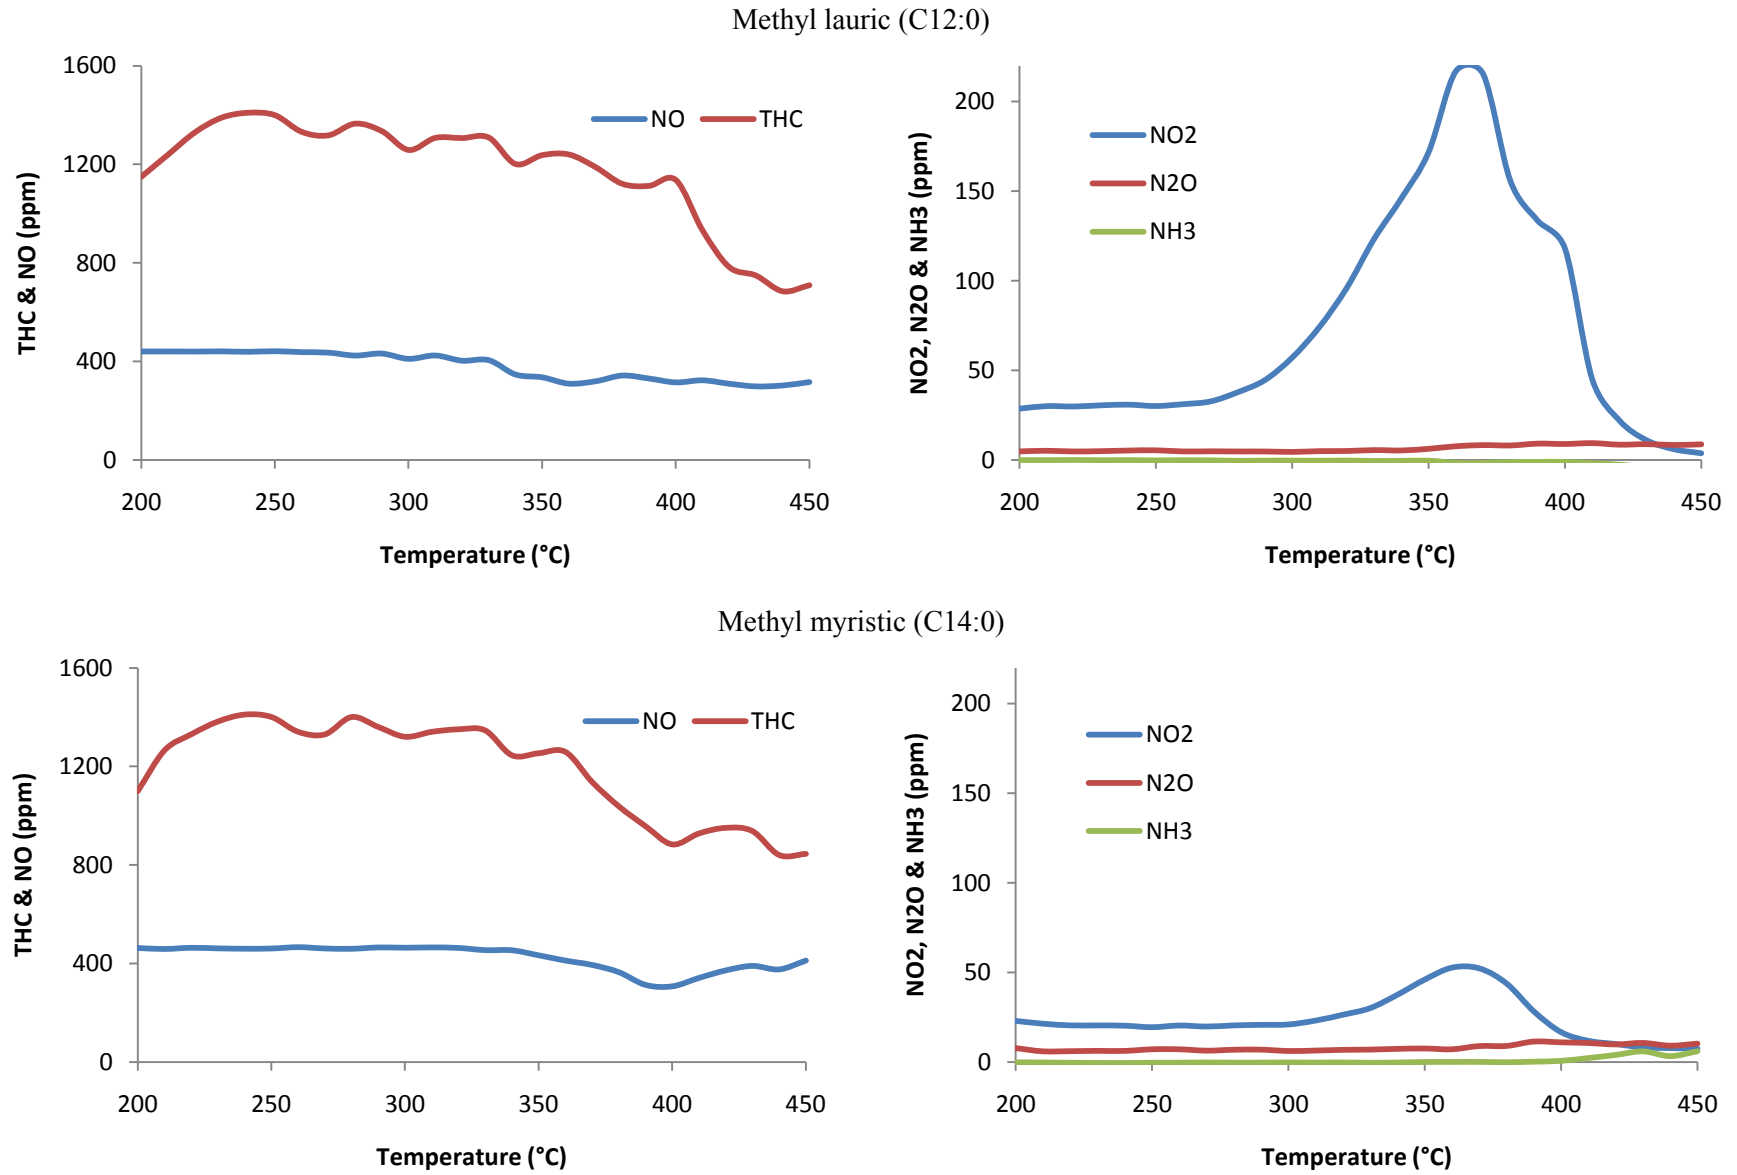 Methyl lauric (C12:0)
1600
1200
800
400
0
THC & NO (ppm)
NO THC
200 250 300 350 400 450
Temperature (°C)
200
150
100
50
0
NO2, N2O & NH3 (ppm)
NO2
N2O
NH3
200 250 300 350 400 450
Temperature (°C)
Methyl myristic (C14:0)
1600
1200
800
400
0
THC & NO (ppm)
NO THC
200 250 300 350 400 450
Temperature (°C)
200
150
100
50
0
NO2, N2O & NH3 (ppm)
NO2
N2O
NH3
200 250 300 350 400 450
Temperature (°C)